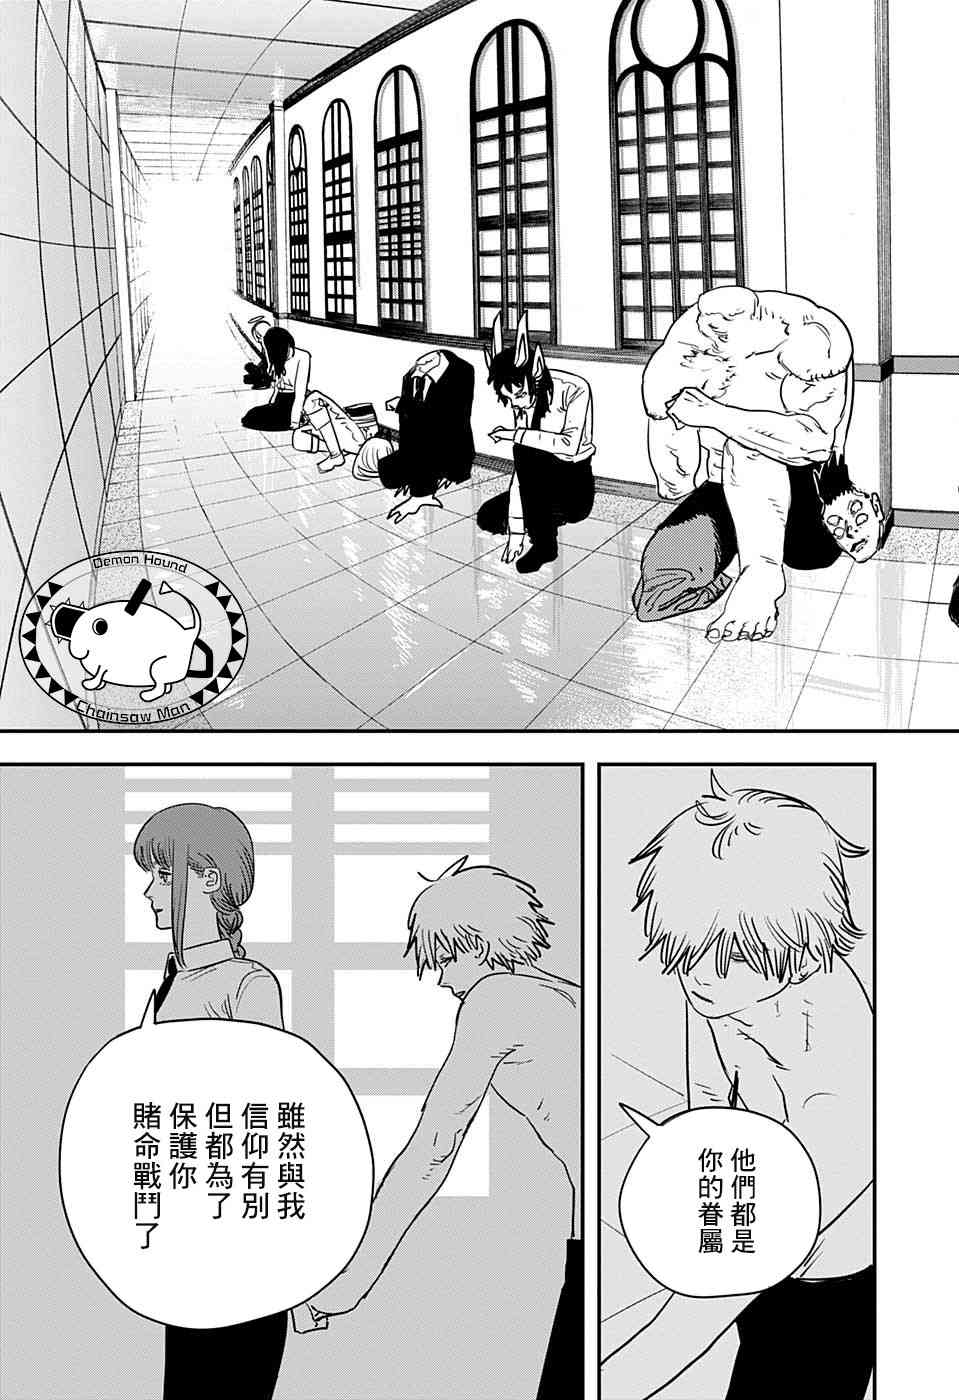 Demon Hound
Chainsaw Man
他們都是
你的眷屬
雖然與我
信仰有別
但都為了
保護你
賭命戰鬥了